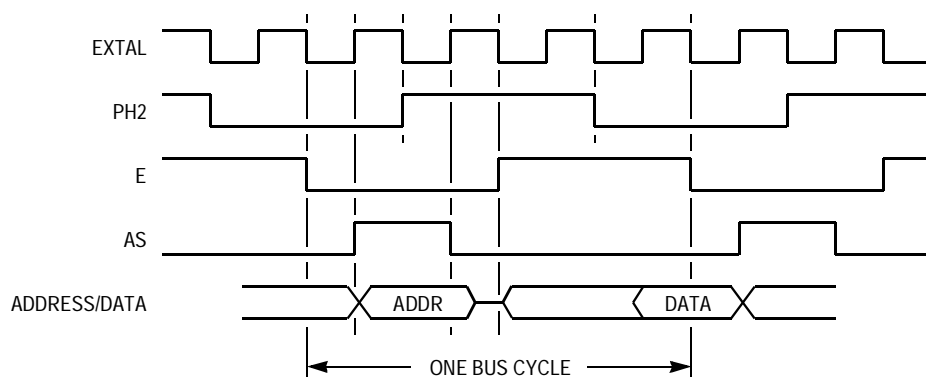 EXTAL
PH2
E
AS
ADDRESS/DATA
ADDR
DATA
ONE BUS CYCLE